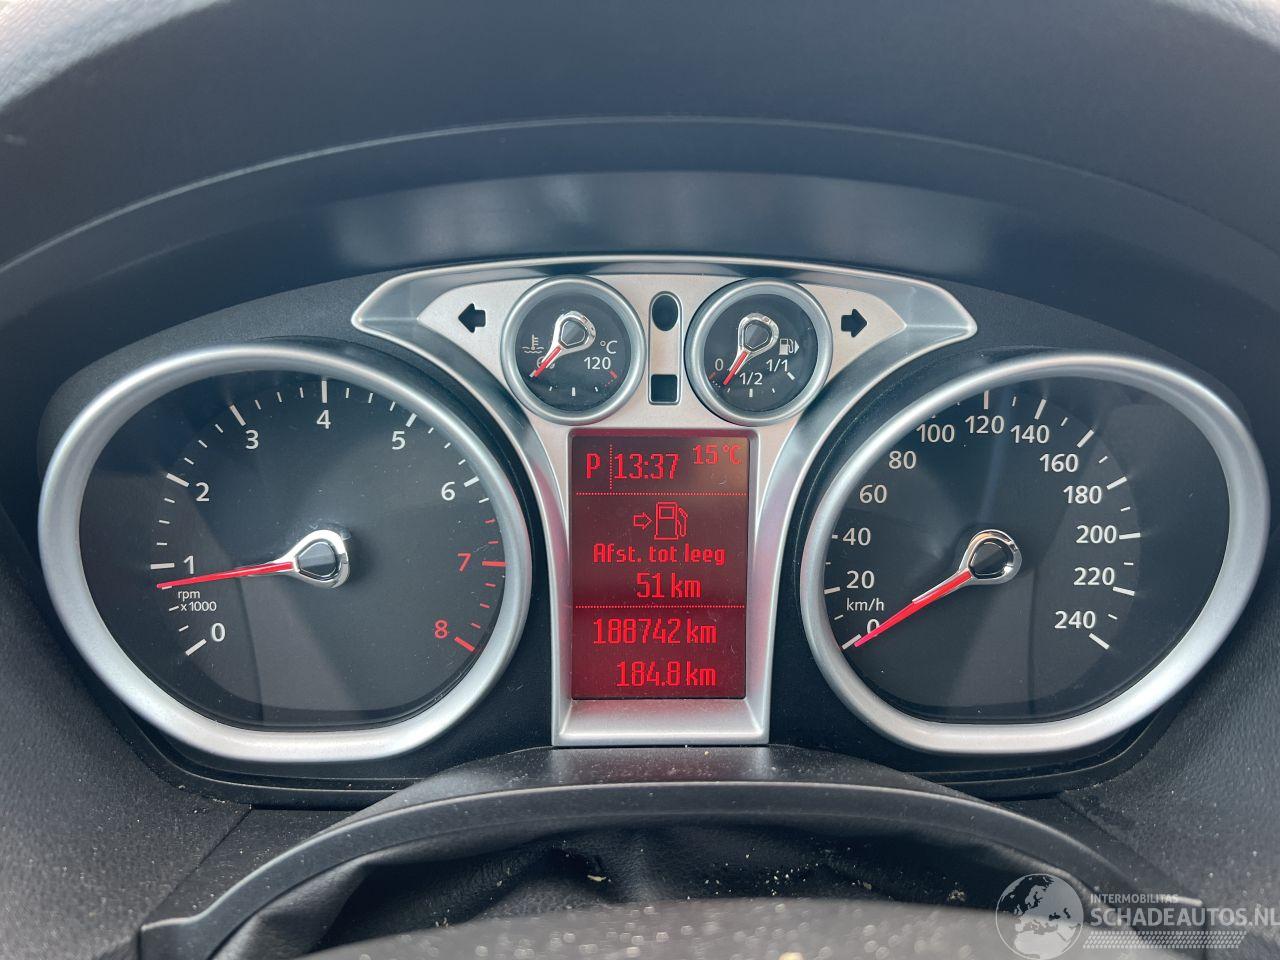 °C
120
0
1/2
1/1
0
1
2
3
4
5
6
7
8
rpm
x1000
P 13:37 15°C
Afst. tot leeg
51 km
188742 km
184.8 km
0
20
40
60
80
100
120
140
160
180
200
220
240
km/h
INTERMOBILITAS
SCHADEAUTOS.NL